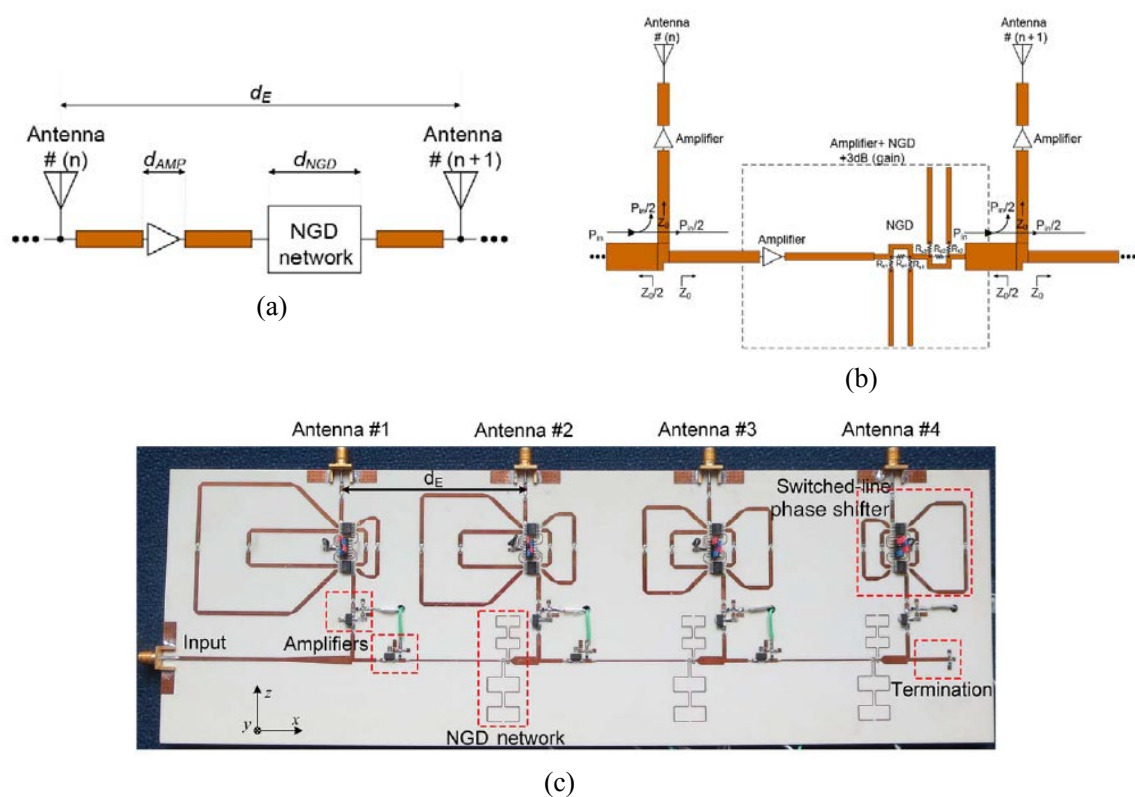 Antenna
# (n)
d_E
Antenna
# (n+1)
d_AMP
d_NGD
NGD
network
(a)
Antenna
# (n)
Antenna
# (n+1)
Amplifier
Amplifier
Amplifier+ NGD
+3dB (gain)
P_in
P_in/2
Z_0
P_in/2
Amplifier
NGD
P_in
P_in/2
Z_0
P_in/2
Z_0/2
Z_0
Z_0/2
Z_0
(b)
Antenna #1
Antenna #2
Antenna #3
Antenna #4
d_E
Switched-line
phase shifter
Input
Amplifiers
z
y
x
NGD network
Termination
(c)